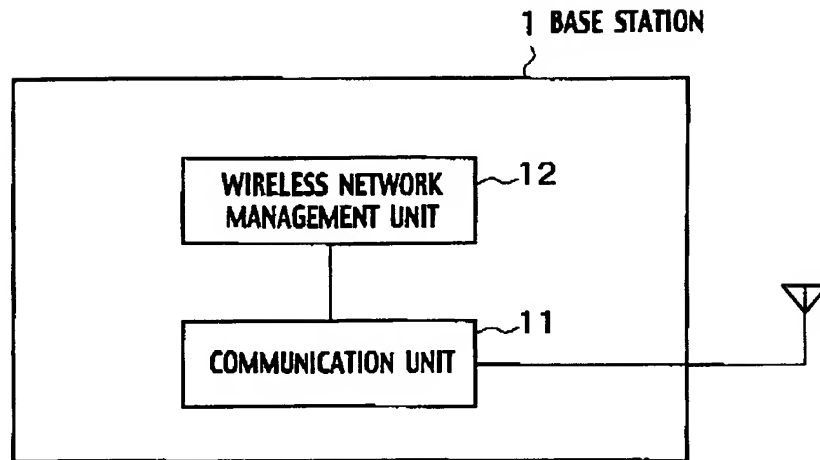 1 BASE STATION
WIRELESS NETWORK
MANAGEMENT UNIT
12
COMMUNICATION UNIT
11